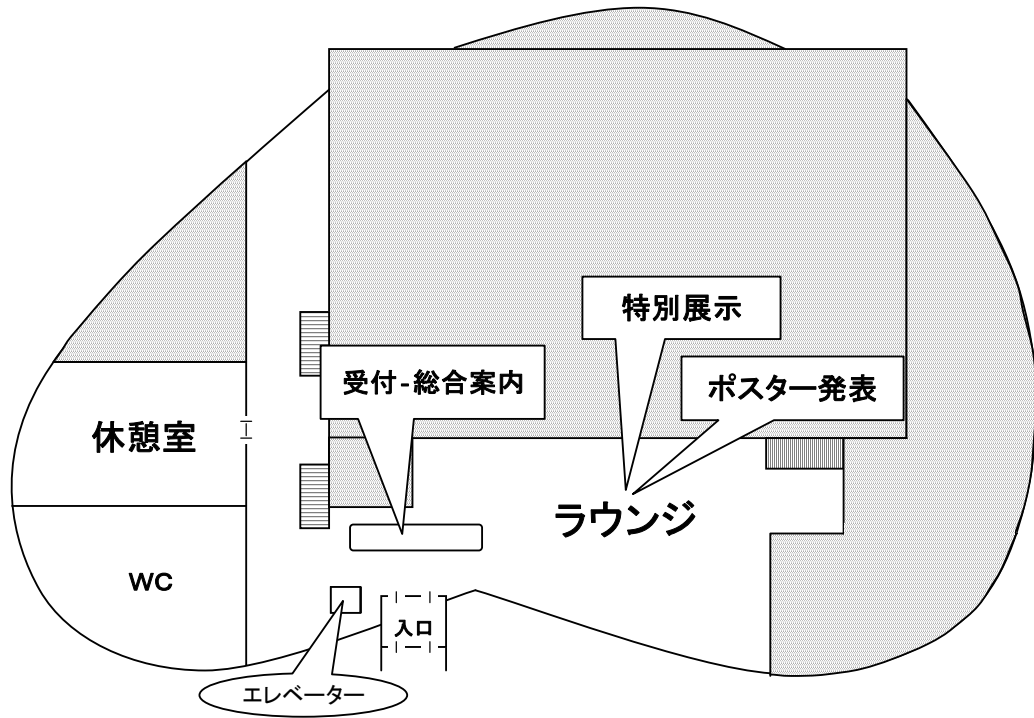 特別展示
受付-総合案内
ポスター発表
休憩室
ラウンジ
WC
入口
エレベーター